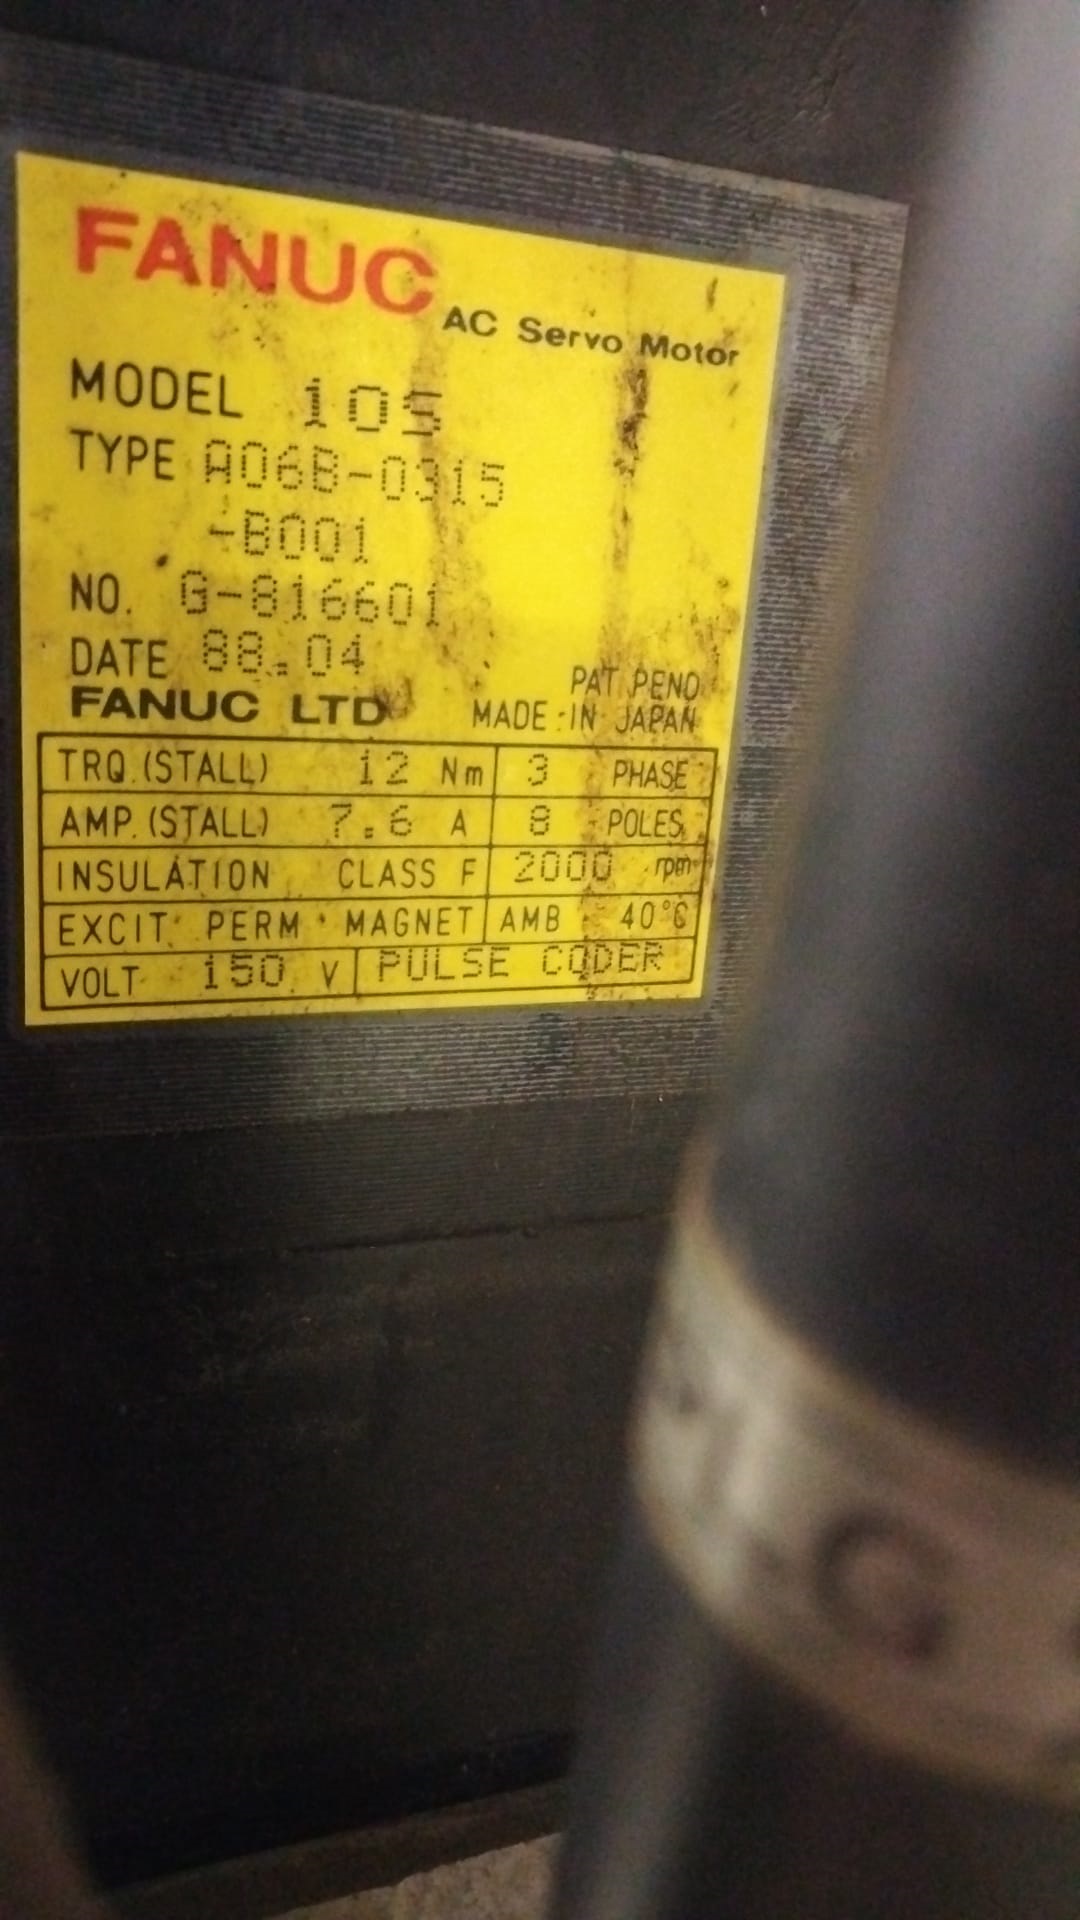 FANUC AC Servo Motor
MODEL 10S
TYPE A06B-0315
-B001
NO. G-816601
DATE 88.04
PAT PEND
FANUC LTD MADE IN JAPAN
TRQ.(STALL) 12 Nm 3 PHASE
AMP.(STALL) 7.6 A 8 POLES
INSULATION CLASS F 2000 rpm
EXCIT. PERM MAGNET AMB 40°C
VOLT 150 V PULSE CODER